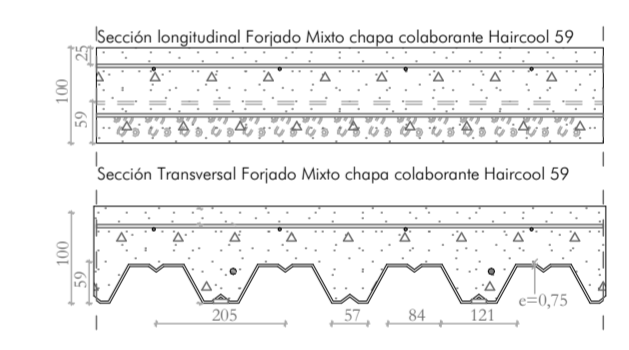 Sección longitudinal Forjado Mixto chapa colaborante Haircool 59
25
100
59
Sección Transversal Forjado Mixto chapa colaborante Haircool 59
100
59
e=0,75
205 57 84 121